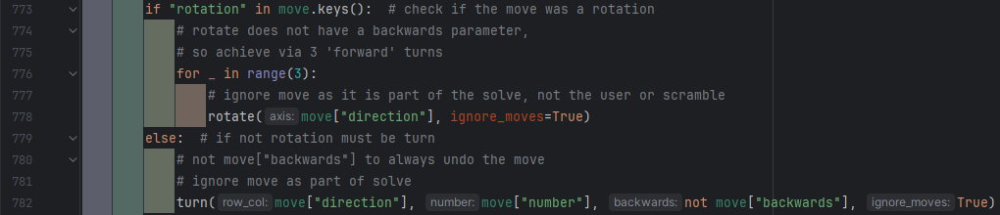 773 if "rotation" in move.keys():  # check if the move was a rotation
774 # rotate does not have a backwards parameter,
775 # so achieve via 3 'forward' turns
776 for _ in range(3):
777 # ignore move as it is part of the solve, not the user or scramble
778 rotate(axis: move["direction"], ignore_moves=True)
779 else:  # if not rotation must be turn
780 # not move["backwards"] to always undo the move
781 # ignore move as part of solve
782 turn(row_col: move["direction"], number: move["number"], backwards: not move["backwards"], ignore_moves: True)